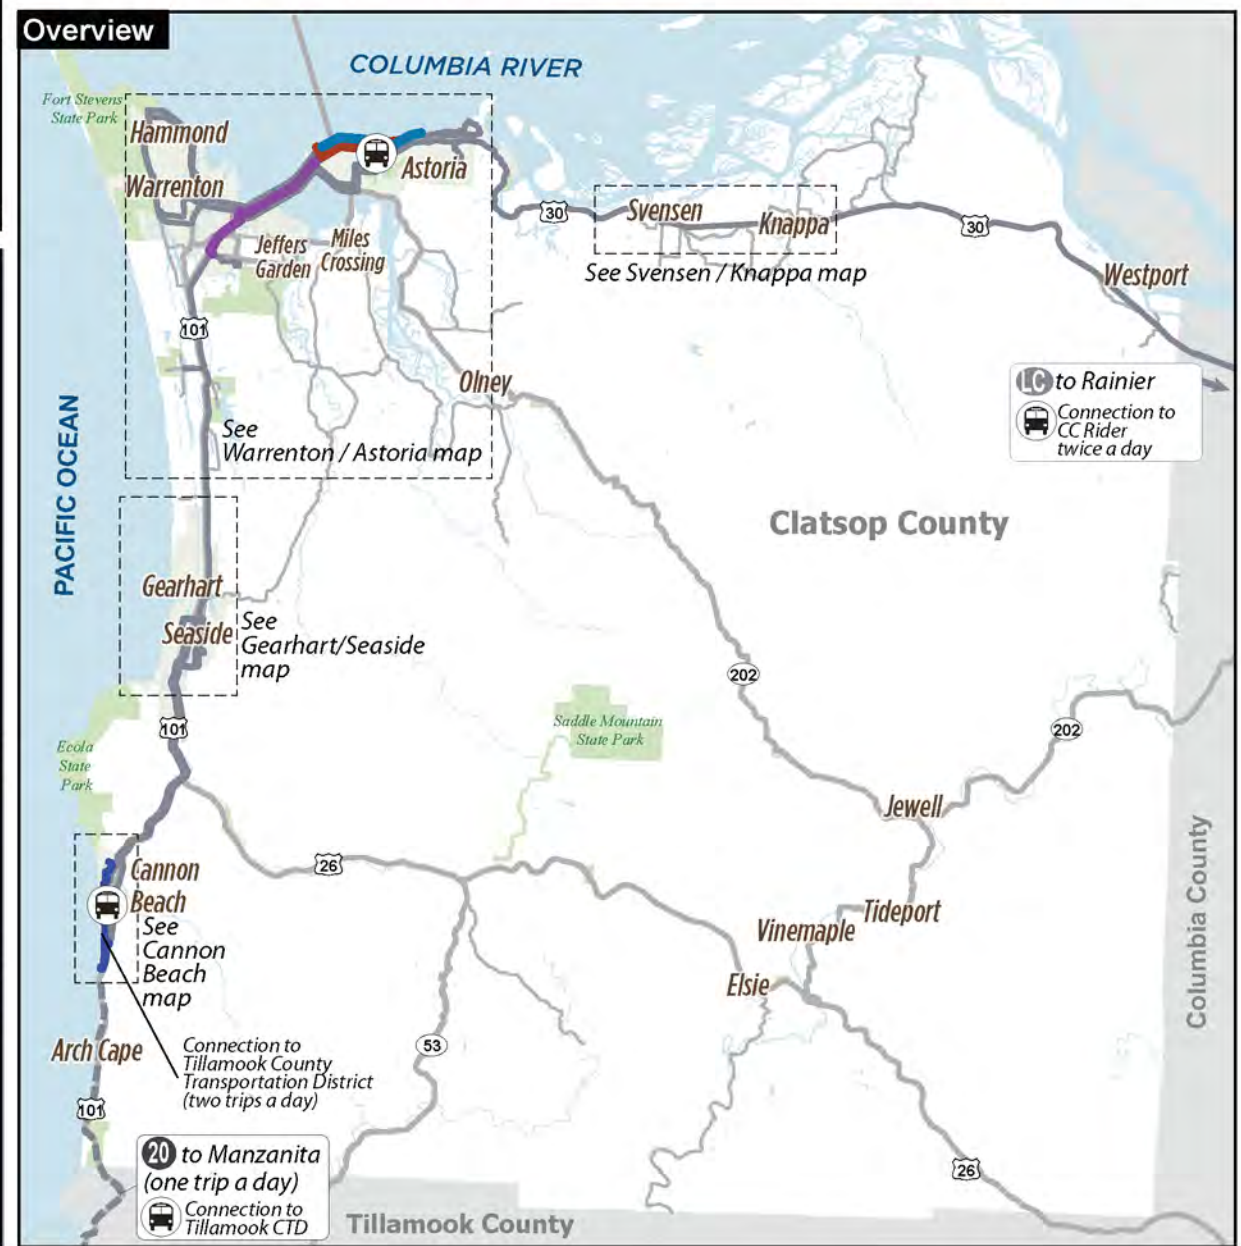 Overview
COLUMBIA RIVER
Fort Stevens
State Park
Hammond
Warrenton
Astoria
Jeffers
Garden
Miles
Crossing
30
Svensen
Knappa
30
See Svensen / Knappa map
Westport
101
Olney
LC to Rainier
Connection to
CC Rider
twice a day
See
Warrenton / Astoria map
PACIFIC OCEAN
Clatsop County
Gearhart
Seaside
See
Gearhart/Seaside
map
202
101
Saddle Mountain
State Park
202
Ecola
State
Park
Jewell
26
Cannon
Beach
See
Cannon
Beach
map
Tideport
Vinemaple
Elsie
Columbia County
Arch Cape
Connection to
Tillamook County
Transportation District
(two trips a day)
53
101
20 to Manzanita
(one trip a day)
Connection to
Tillamook CTD
26
Tillamook County